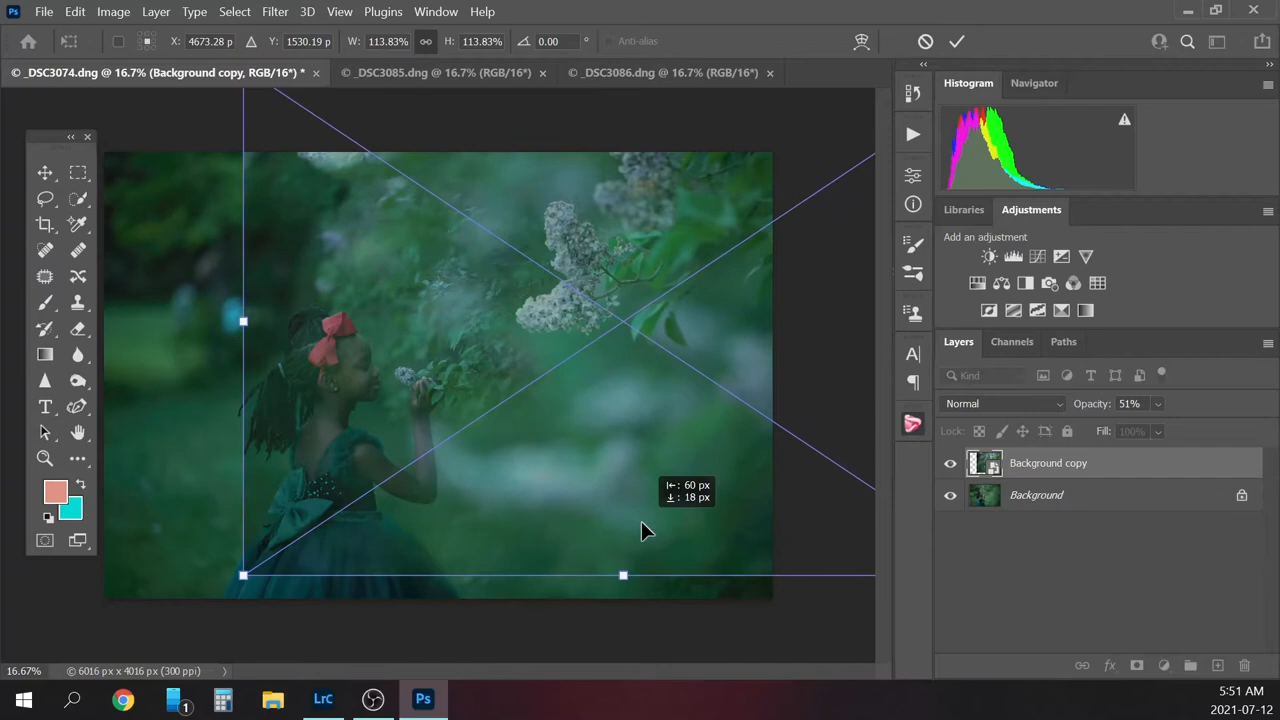 Ps File Edit Image Layer Type Select Filter 3D View Plugins Window Help
X: 4673.28 p Y: 1530.19 p W: 113.83% H: 113.83% 0.00 ° Anti-alias
© _DSC3074.dng @ 16.7% (Background copy, RGB/16*) * × © _DSC3085.dng @ 16.7% (RGB/16*) × © _DSC3086.dng @ 16.7% (RGB/16*) ×
Histogram Navigator
Libraries Adjustments
Add an adjustment
Layers Channels Paths
Kind
Normal Opacity: 51%
Lock: Fill: 100%
Background copy
Background
: 60 px
: 18 px
16.67% © 6016 px x 4016 px (300 ppi)
1 LrC Ps
5:51 AM
2021-07-12